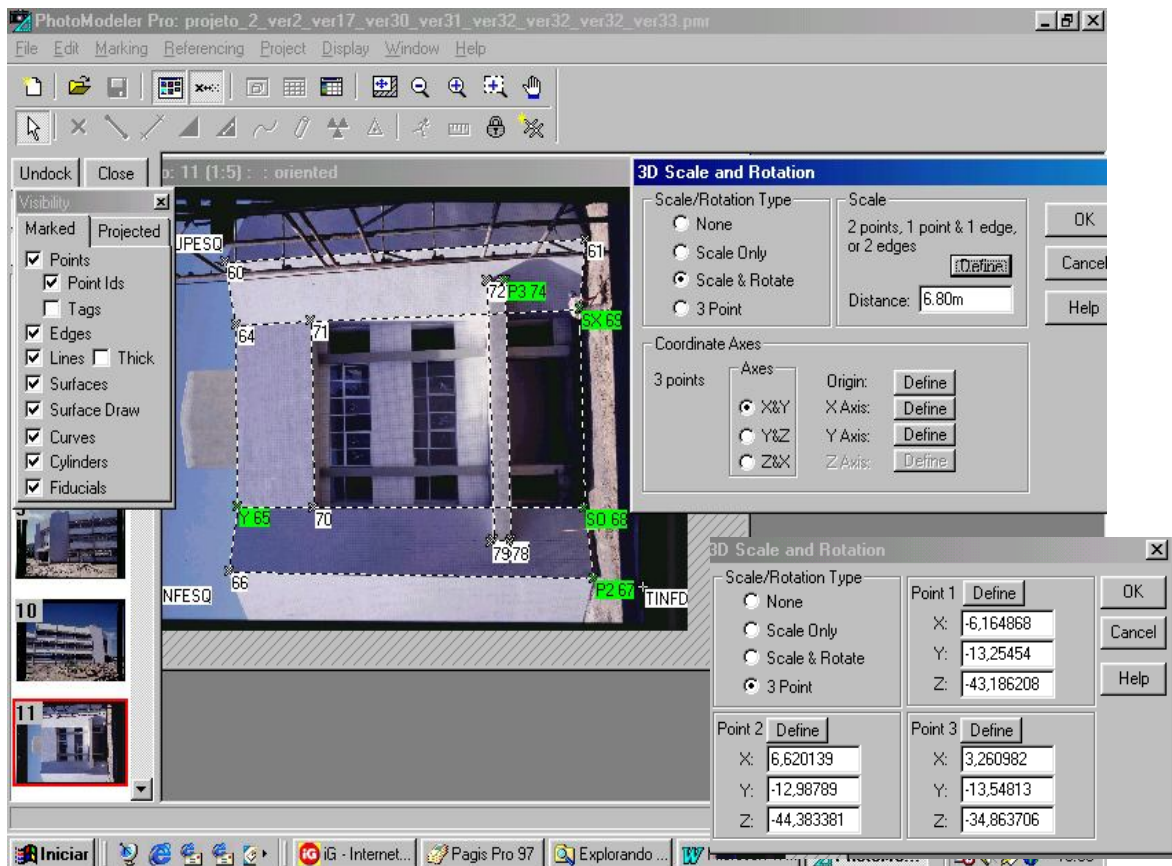 PhotoModeler Pro: projeto_2_ver2_ver17_ver30_ver31_ver32_ver32_ver32_ver33.pmr
File Edit Marking Referencing Project Display Window Help
Undock Close
o: 11 (1:5) : : oriented
Visibility
Marked Projected
Points
Point Ids
Tags
Edges
Lines Thick
Surfaces
Surface Draw
Curves
Cylinders
Fiducials
10
11
JPESQ
60
61
72
P3 74
SX 69
64
71
Y 65
70
SO 68
79
78
66
P2 67
NFESQ
TINFD
3D Scale and Rotation
Scale/Rotation Type
None
Scale Only
Scale & Rotate
3 Point
Scale
2 points, 1 point & 1 edge,
or 2 edges
Define
Distance: 6.80m
OK
Cancel
Help
Coordinate Axes
3 points
Axes
X&Y
Y&Z
Z&X
Origin: Define
X Axis: Define
Y Axis: Define
Z Axis: Define
3D Scale and Rotation
Scale/Rotation Type
None
Scale Only
Scale & Rotate
3 Point
Point 1 Define
X: -6,164868
Y: -13,25454
Z: -43,186208
OK
Cancel
Help
Point 2 Define
X: 6,620139
Y: -12,98789
Z: -44,383381
Point 3 Define
X: 3,260982
Y: -13,54813
Z: -34,863706
Iniciar
iG - Internet...
Pagis Pro 97
Explorando ...